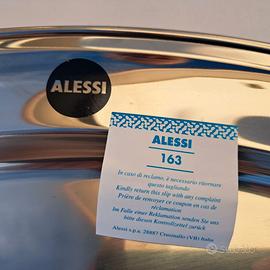 ALESSI
ALESSI
163
In caso di reclamo, è necessario ritornare
questo tagliando
Kindly return this slip with any complaint
Prière de renvoyer ce coupon en cas de
réclamation
Im Falle einer Reklamation senden Sie uns
bitte diesen Kontrollzettel zurück
Alessi s.p.a. 28887 Crusinallo (VB) Italia
subito